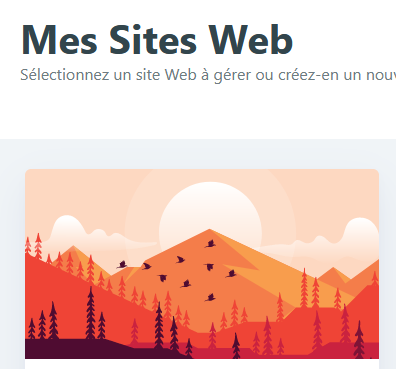 Mes Sites Web
Sélectionnez un site Web à gérer ou créez-en un